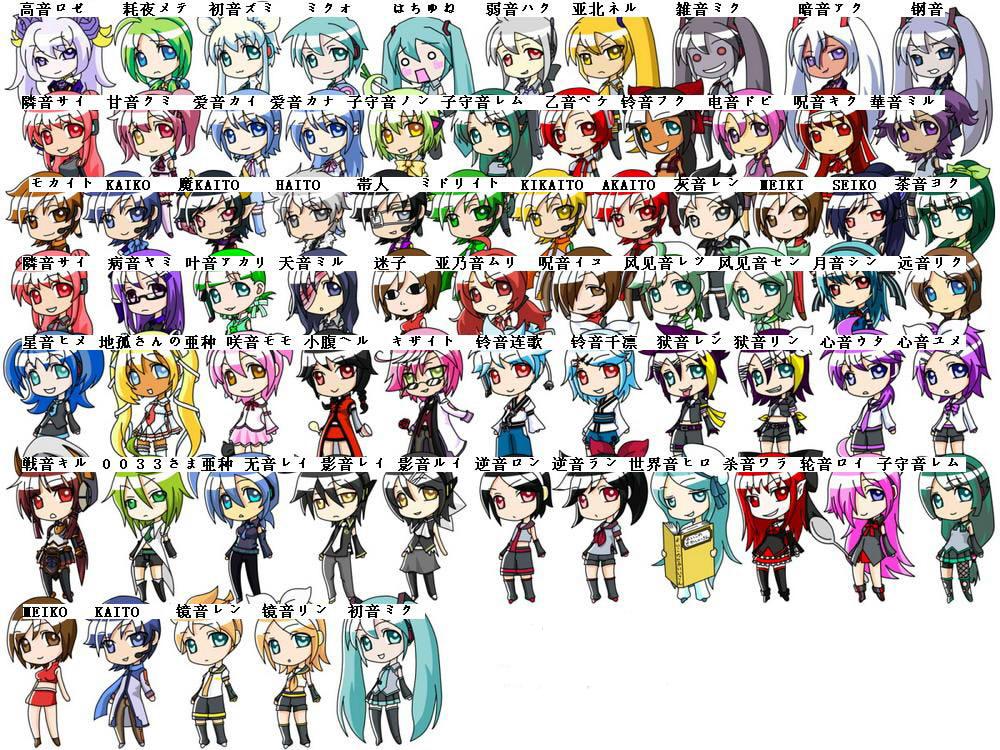 高音ロゼ 耗夜メテ 初音ズミ ミクオ はちゅね 弱音ハク 亚北ネル 雑音ミク 暗音アク 钢音
隣音サイ 甘音クミ 爱音カイ 爱音カナ 子守音ノン 子守音レム 乙音ベケ 铃音フク 电音ドビ 呪音キク 華音ミル
モカイト KAIKO 魔KAITO HAITO 帯人 ミドリイト KIKAITO AKAITO 灰音レン MEIKI SEIKO 茶音ヨク
隣音サイ 病音ヤミ 叶音アカリ 天音ミル 迷子 亚乃音ムリ 呪音イコ 风见音レツ 风见音セン 月音シン 远音リク
星音ヒメ 地孤さんの亜种 咲音モモ 小腹ヘル キザイト 铃音连歌 铃音千凛 狱音レン 狱音リン 心音ウタ 心音ユメ
戦音キル 0033さま亜种 无音レイ 影音レイ 影音ルイ 逆音ロン 逆音ラン 世界音ヒロ 杀音ワラ 轮音ロイ 子守音レム
MEIKO KAITO 镜音レン 镜音リン 初音ミク